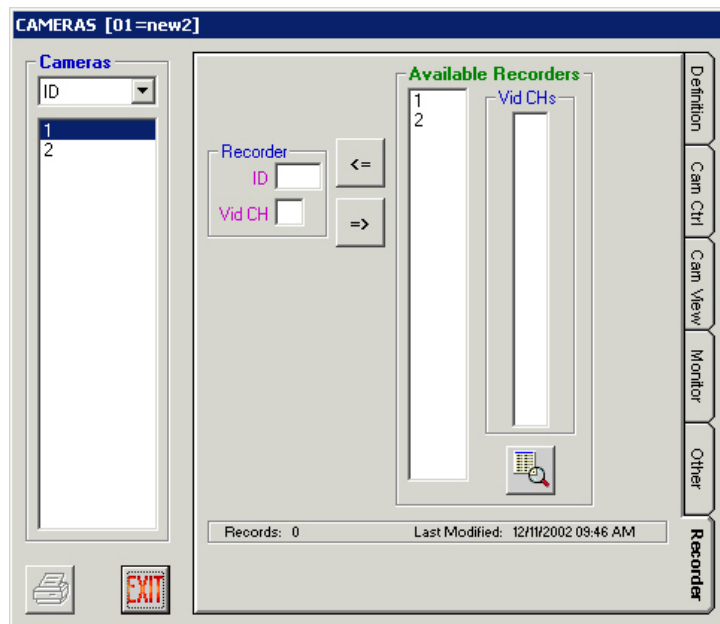 CAMERAS [01=new2]
Cameras
ID
1
2
Recorder
ID
Vid CH
<=
=>
Available Recorders
1
2
Vid CHs
Records: 0
Last Modified: 12/11/2002 09:46 AM
EXIT
Definition
Cam Ctrl
Cam View
Monitor
Other
Recorder